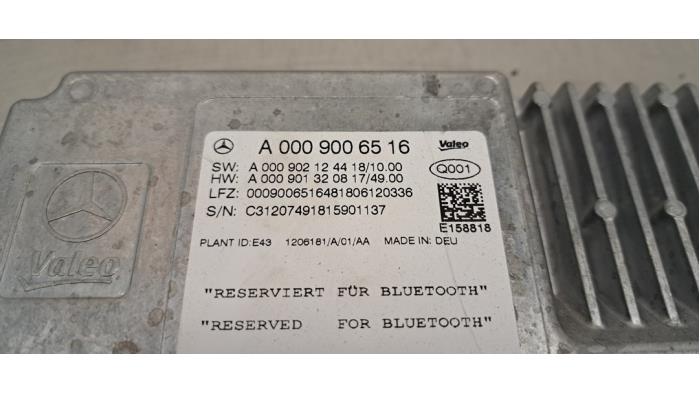 A 000 900 65 16
Valeo
SW: A 000 902 12 44 18/10.00
HW: A 000 901 32 08 17/49.00
Q001
LFZ: 0009006516481806120336
S/N: C31207491815901137
E158818
PLANT ID:E43 1206181/A/01/AA MADE IN: DEU
Valeo
"RESERVIERT FÜR BLUETOOTH"
"RESERVED FOR BLUETOOTH"